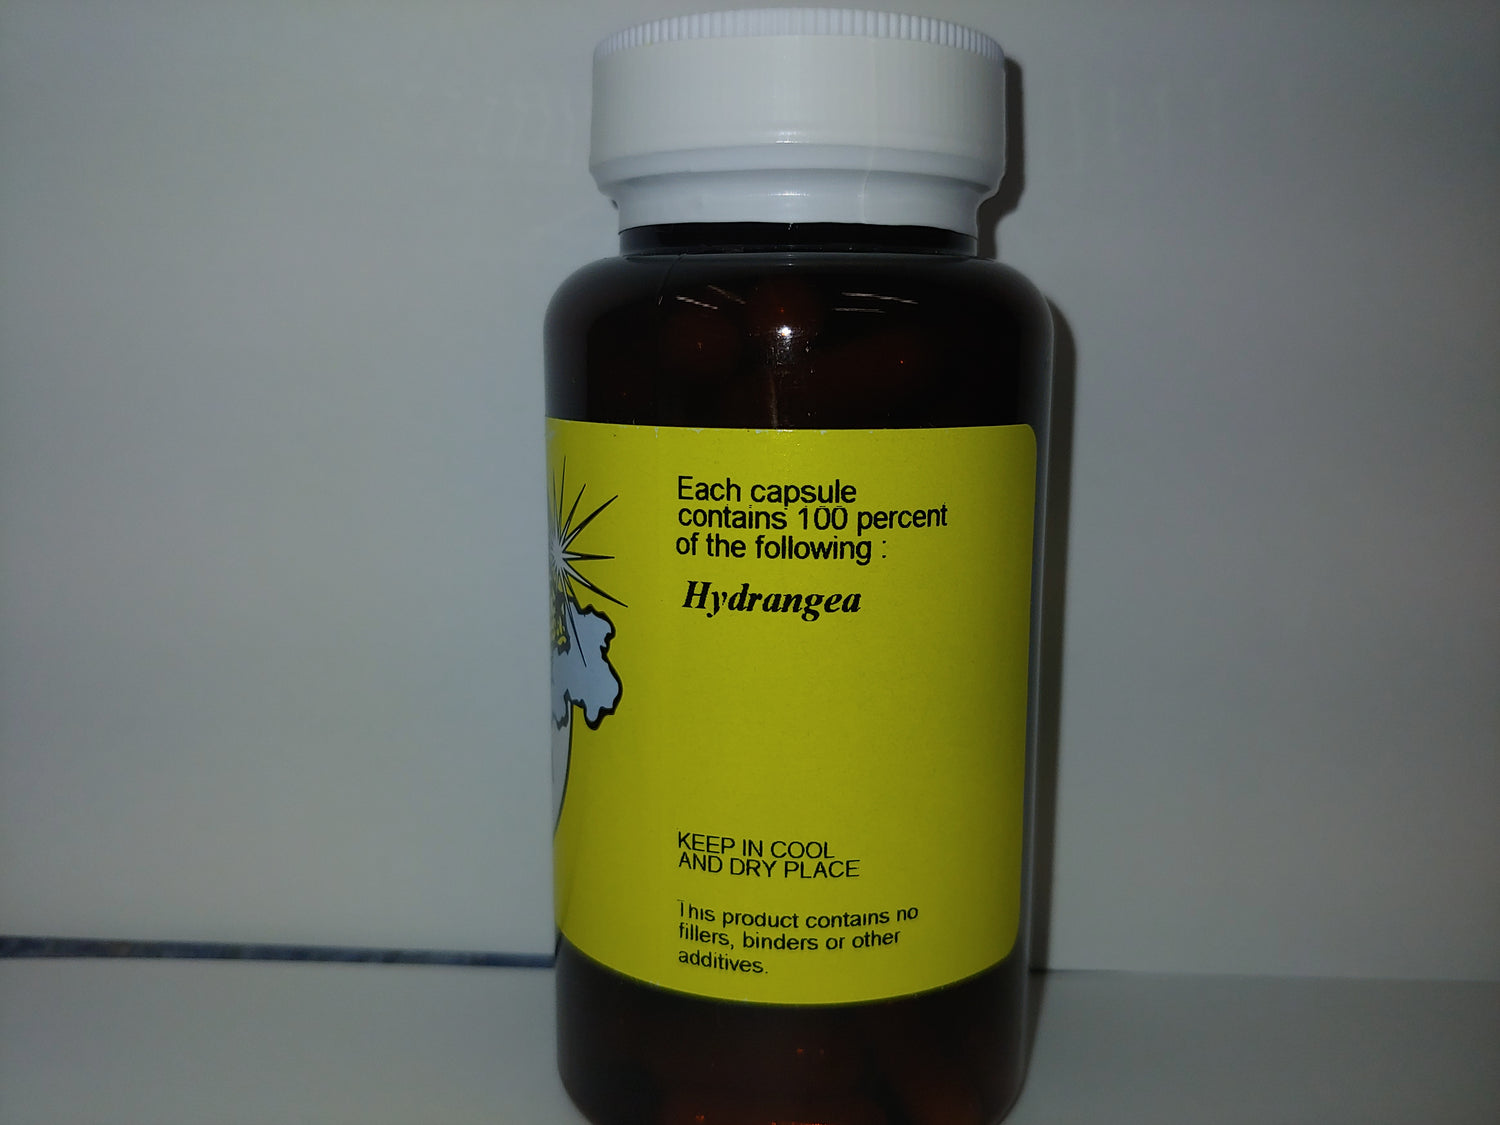 Each capsule
contains 100 percent
of the following :
Hydrangea
KEEP IN COOL
AND DRY PLACE
This product contains no
fillers, binders or other
additives.